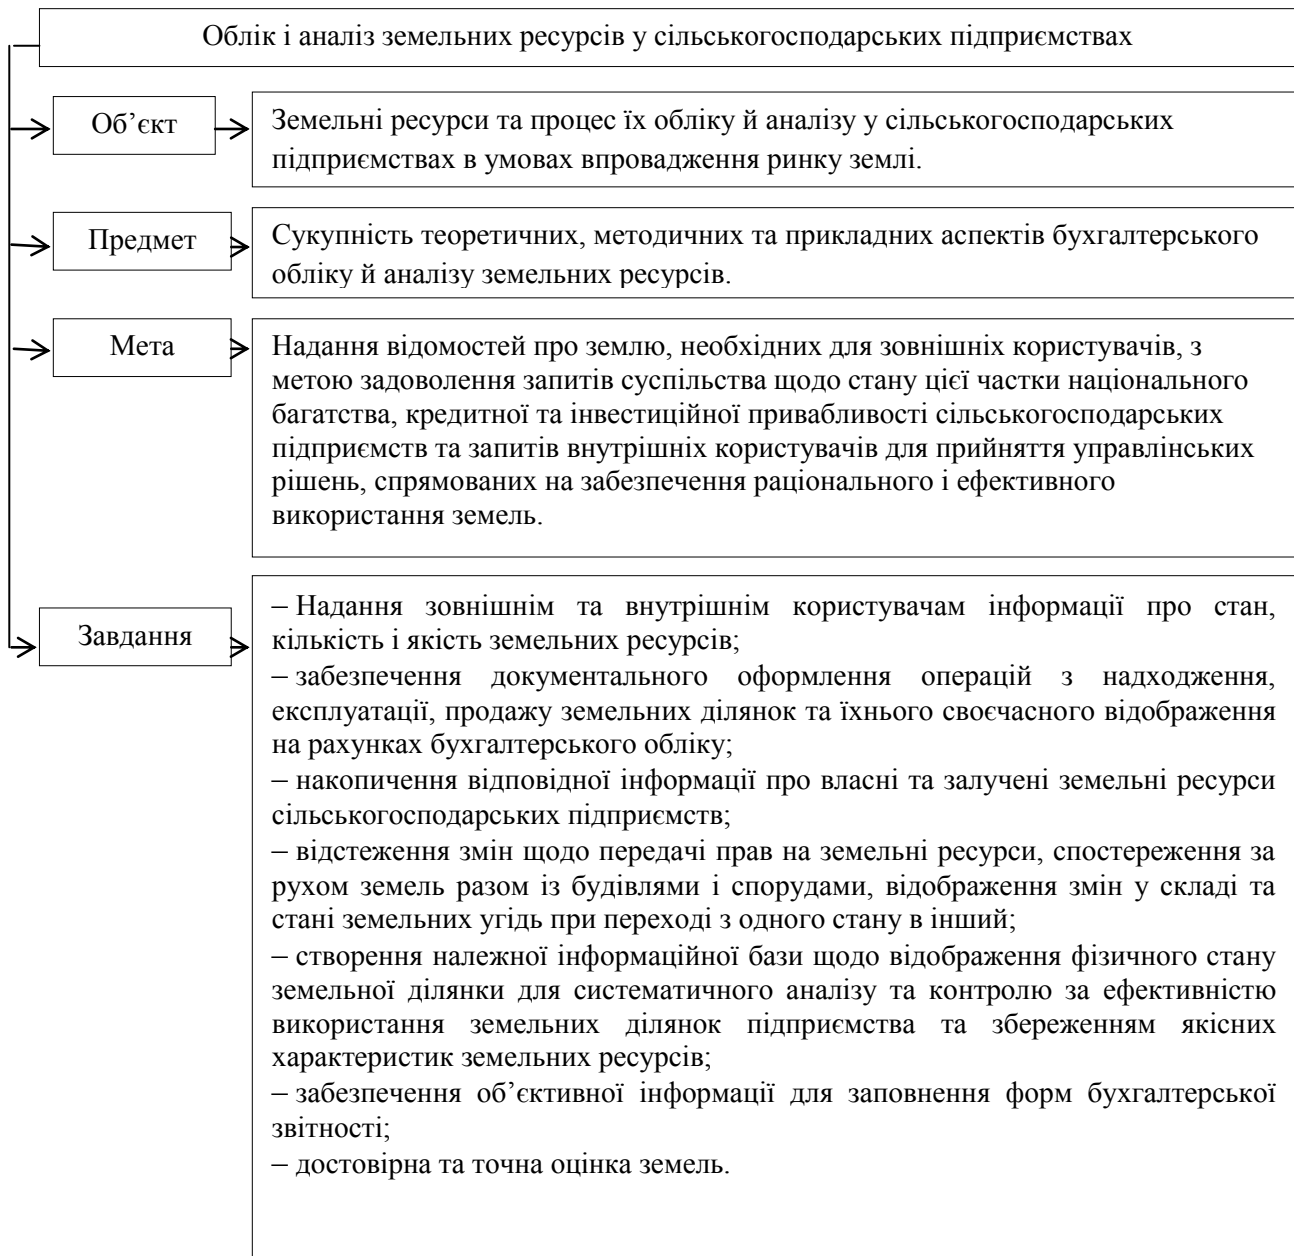 Облік і аналіз земельних ресурсів у сільськогосподарських підприємствах
Об’єкт
Земельні ресурси та процес їх обліку й аналізу у сільськогосподарських
підприємствах в умовах впровадження ринку землі.
Предмет
Сукупність теоретичних, методичних та прикладних аспектів бухгалтерського
обліку й аналізу земельних ресурсів.
Мета
Надання відомостей про землю, необхідних для зовнішніх користувачів, з
метою задоволення запитів суспільства щодо стану цієї частки національного
багатства, кредитної та інвестиційної привабливості сільськогосподарських
підприємств та запитів внутрішніх користувачів для прийняття управлінських
рішень, спрямованих на забезпечення раціонального і ефективного
використання земель.
Завдання
– Надання зовнішнім та внутрішнім користувачам інформації про стан,
кількість і якість земельних ресурсів;
– забезпечення документального оформлення операцій з надходження,
експлуатації, продажу земельних ділянок та їхнього своєчасного відображення
на рахунках бухгалтерського обліку;
– накопичення відповідної інформації про власні та залучені земельні ресурси
сільськогосподарських підприємств;
– відстеження змін щодо передачі прав на земельні ресурси, спостереження за
рухом земель разом із будівлями і спорудами, відображення змін у складі та
стані земельних угідь при переході з одного стану в інший;
– створення належної інформаційної бази щодо відображення фізичного стану
земельної ділянки для систематичного аналізу та контролю за ефективністю
використання земельних ділянок підприємства та збереженням якісних
характеристик земельних ресурсів;
– забезпечення об’єктивної інформації для заповнення форм бухгалтерської
звітності;
– достовірна та точна оцінка земель.